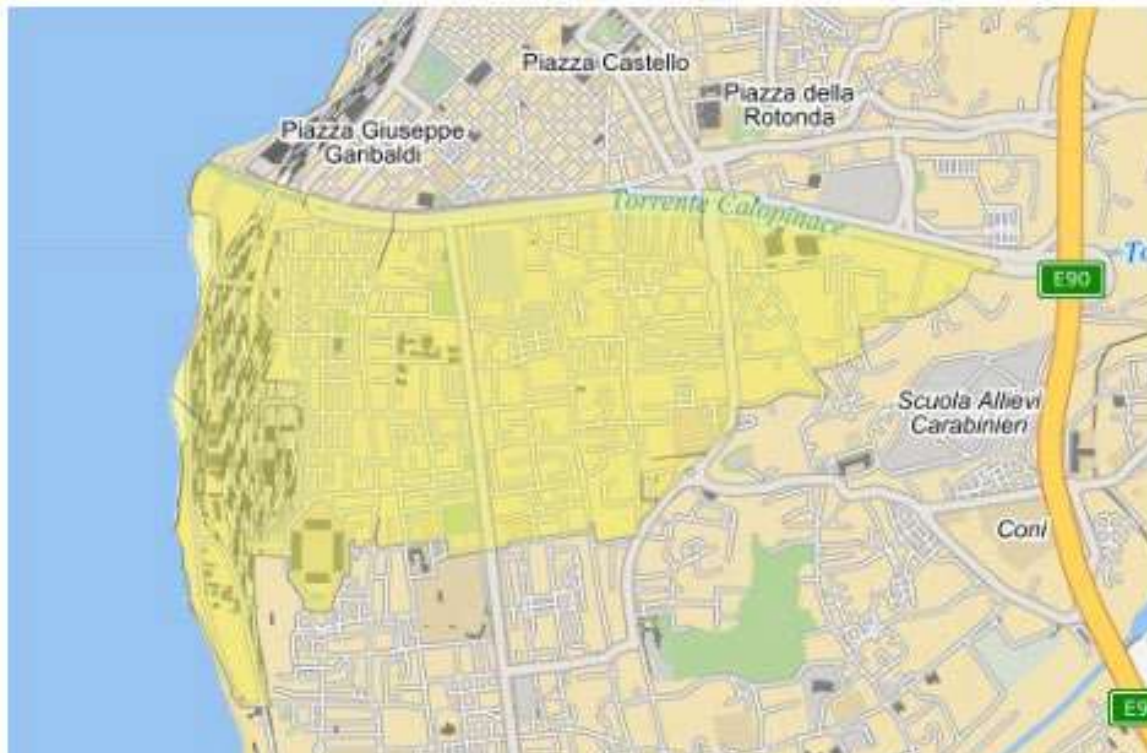 Piazza Castello
Piazza della
Rotonda
Piazza Giuseppe
Garibaldi
Torrente Calopinace
E90
Scuola Allievi
Carabinieri
Coni